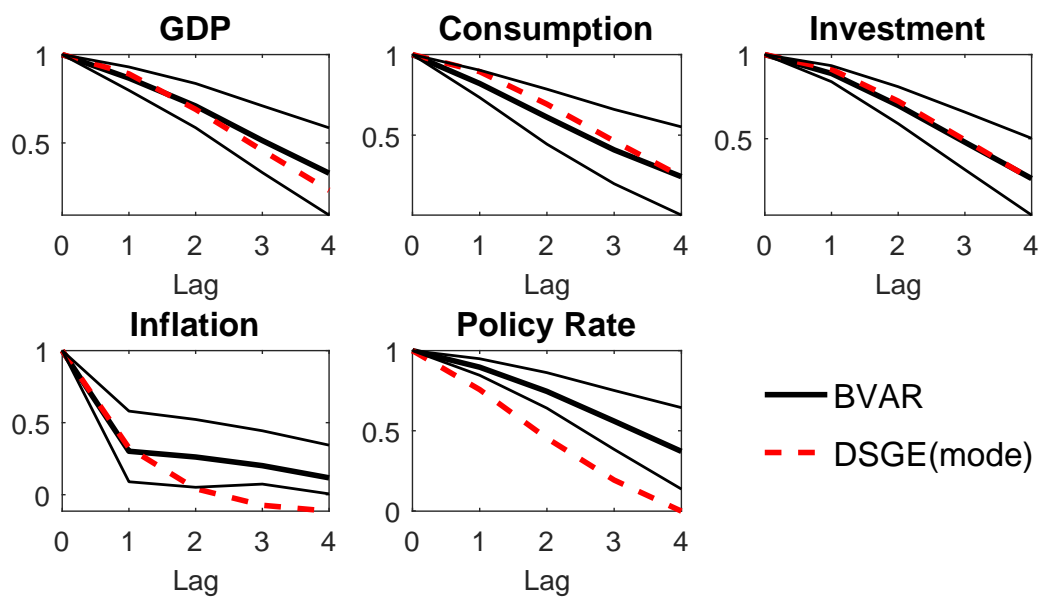 GDP
Consumption
Investment
1
0.5
0 1 2 3 4
Lag
1
0.5
0 1 2 3 4
Lag
1
0.5
0 1 2 3 4
Lag
Inflation
Policy Rate
1
0.5
0
0 1 2 3 4
Lag
1
0.5
0
0 1 2 3 4
Lag
BVAR
DSGE(mode)